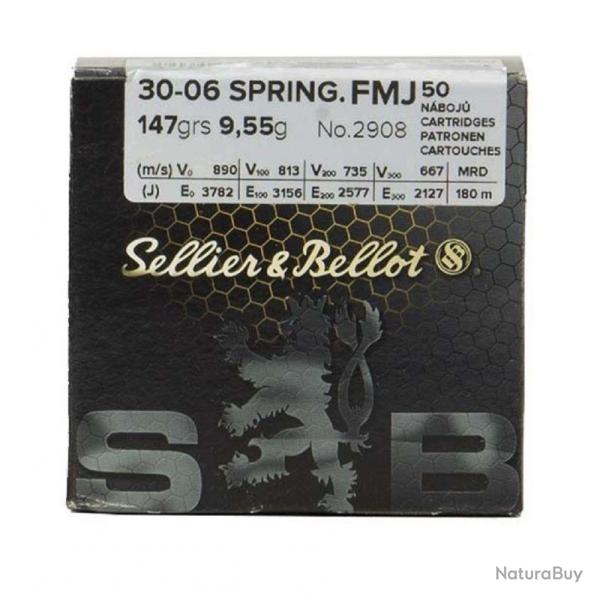 30-06 SPRING. FMJ 50
NÁBOJŮ
CARTRIDGES
PATRONEN
CARTOUCHES
147grs 9,55g No.2908
(m/s) V0 890 V100 813 V200 735 V300 667 MRD
(J) E0 3782 E100 3156 E200 2577 E300 2127 180 m
Sellier & Bellot
S B
NaturaBuy